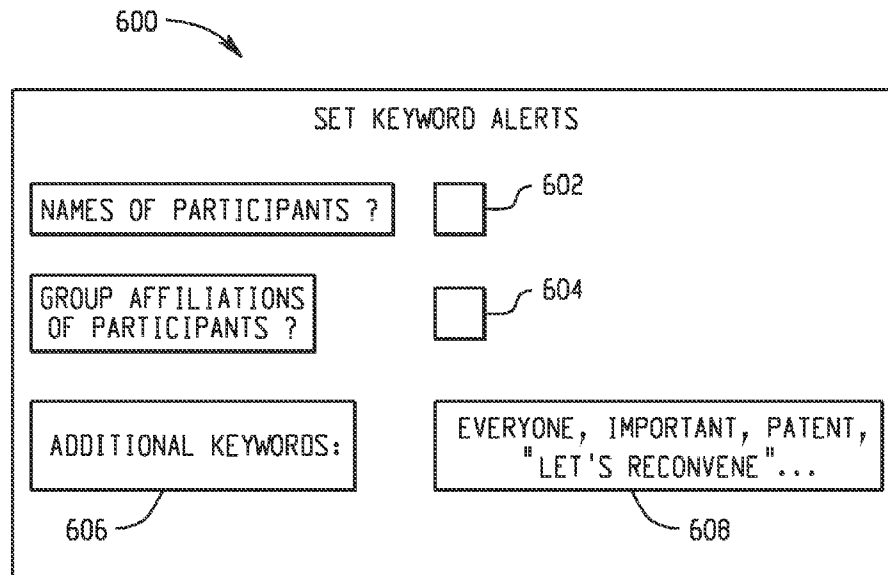 600
SET KEYWORD ALERTS
NAMES OF PARTICIPANTS ?
602
GROUP AFFILIATIONS
OF PARTICIPANTS ?
604
ADDITIONAL KEYWORDS:
EVERYONE, IMPORTANT, PATENT,
"LET'S RECONVENE"...
606
608